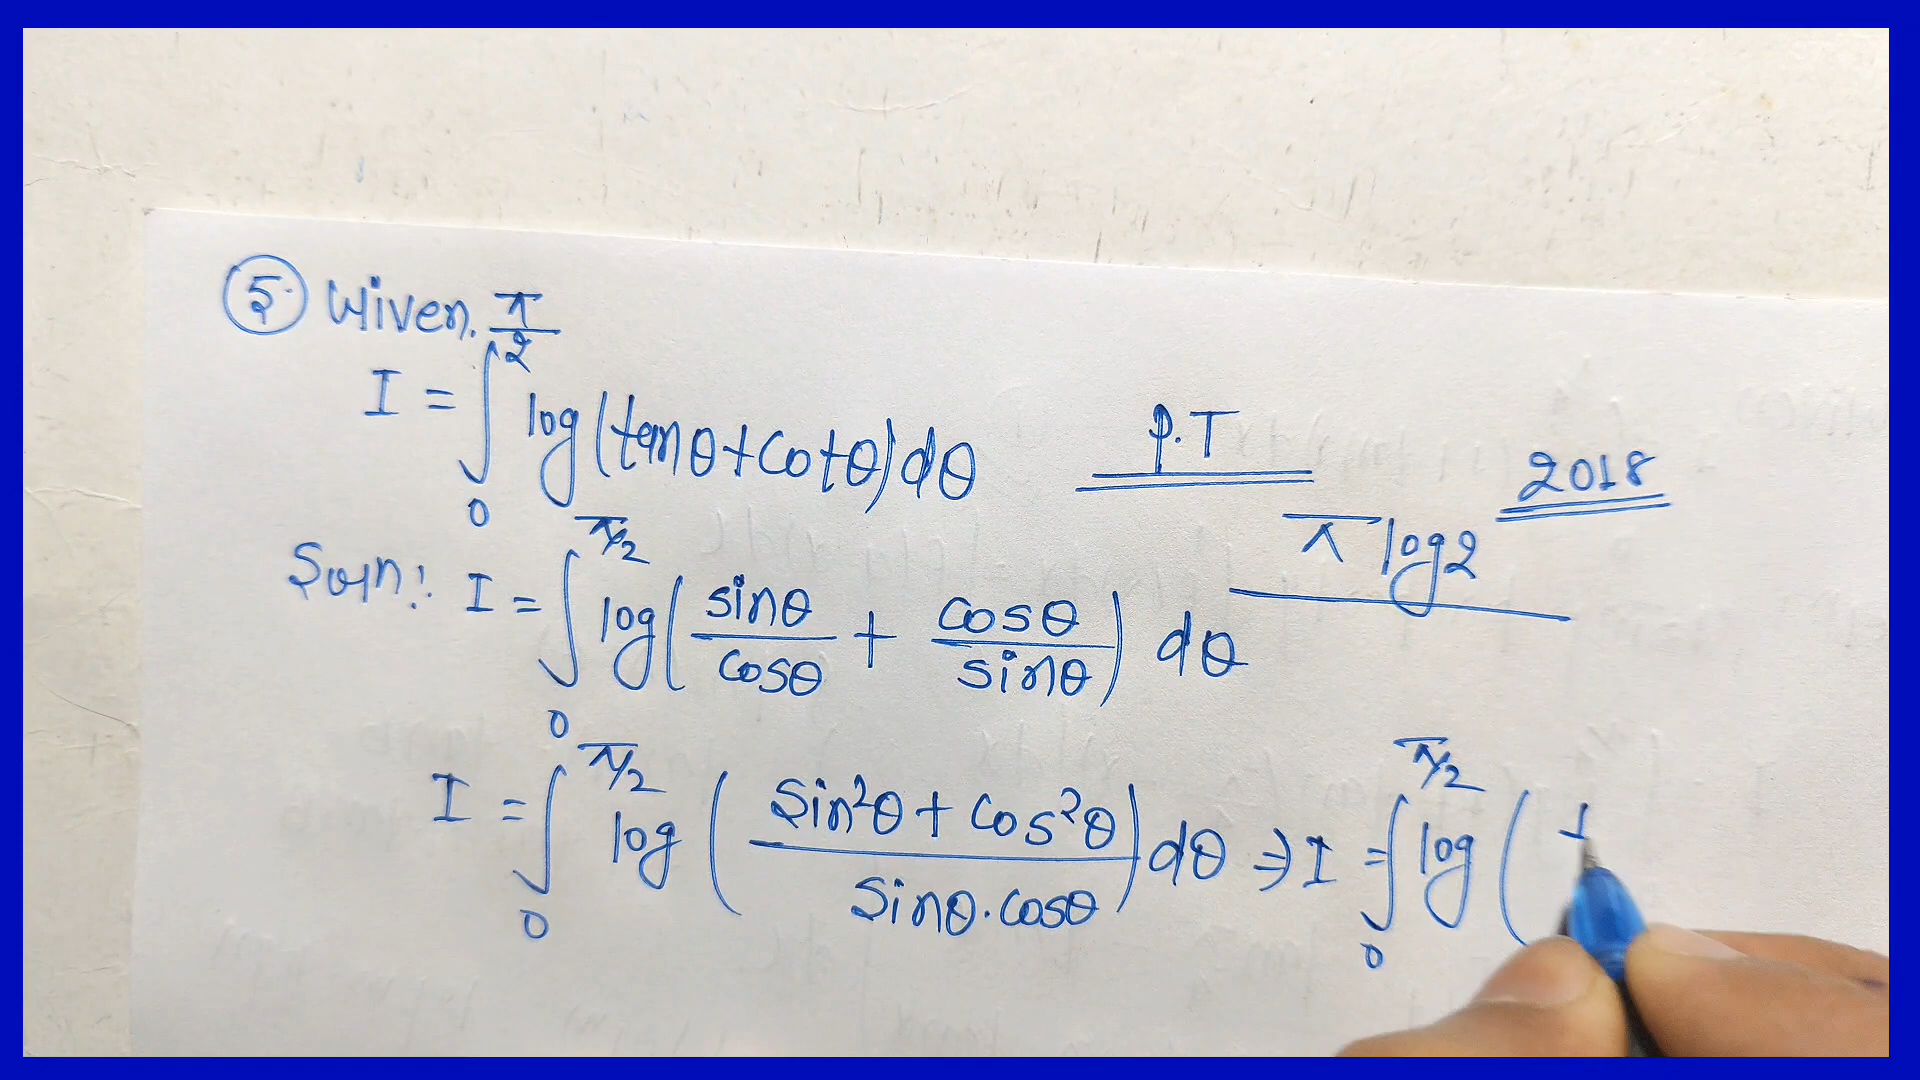 ⑤ Given.
I = ∫₀^{π/2} log(tanθ+cotθ)dθ P.T
2018
π log2
Soln: I = ∫₀^{π/2} log( sinθ/cosθ + cosθ/sinθ ) dθ
I = ∫₀^{π/2} log ( (sin²θ + cos²θ)/(sinθ.cosθ) ) dθ ⇒ I = ∫₀^{π/2} log ( 1